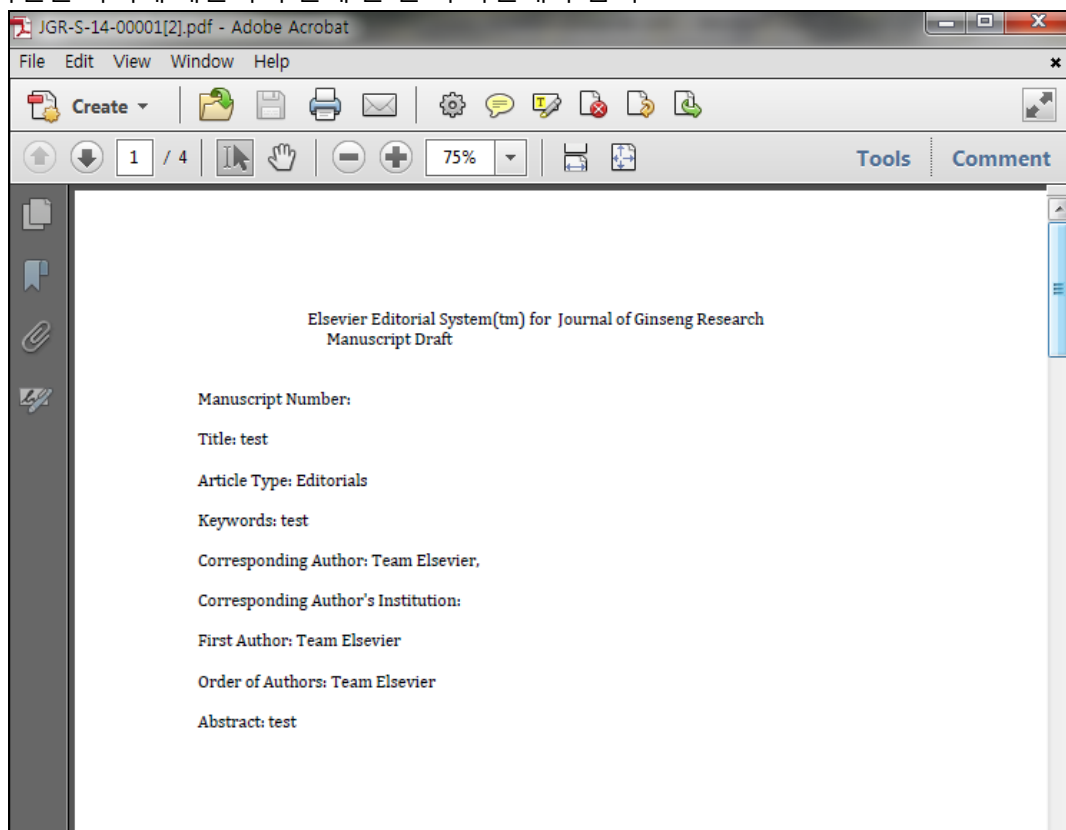 JGR-S-14-00001[2].pdf - Adobe Acrobat
File Edit View Window Help
Create
1 / 4 75% Tools Comment
Elsevier Editorial System(tm) for Journal of Ginseng Research
Manuscript Draft
Manuscript Number:
Title: test
Article Type: Editorials
Keywords: test
Corresponding Author: Team Elsevier,
Corresponding Author's Institution:
First Author: Team Elsevier
Order of Authors: Team Elsevier
Abstract: test